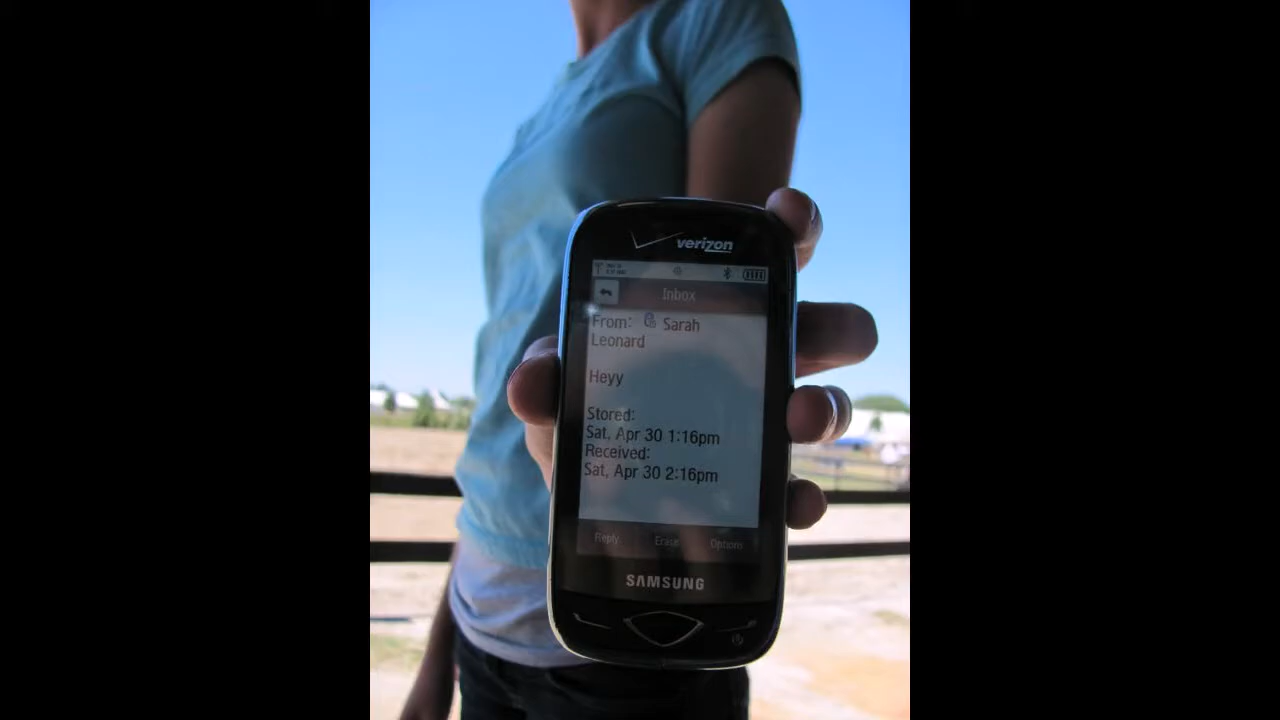 verizon
Inbox
From: Sarah
Leonard
Heyy
Stored:
Sat, Apr 30 1:16pm
Received:
Sat, Apr 30 2:16pm
Reply Erase Options
SAMSUNG